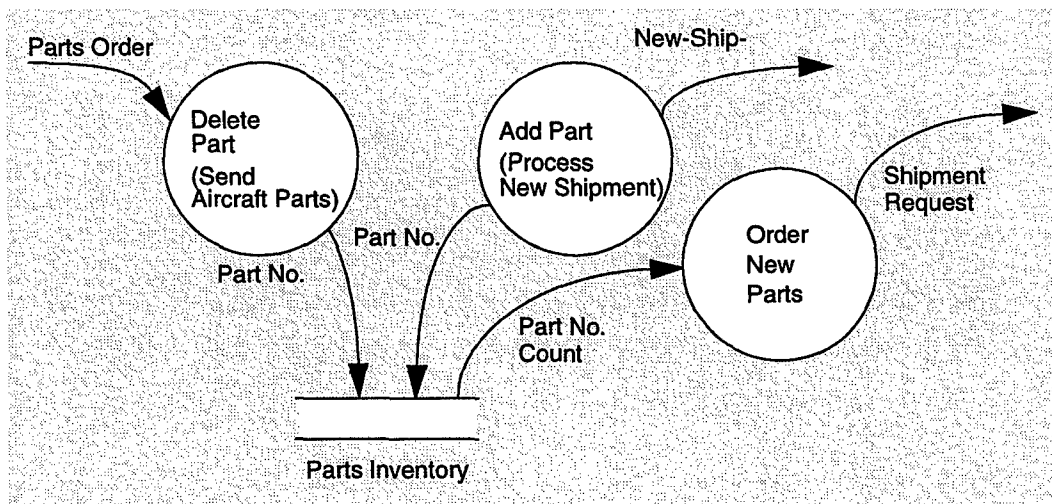 Parts Order
New-Ship-
Delete
Part
(Send
Aircraft Parts)
Add Part
(Process
New Shipment)
Shipment
Request
Part No.
Part No.
Order
New
Parts
Part No.
Count
Parts Inventory